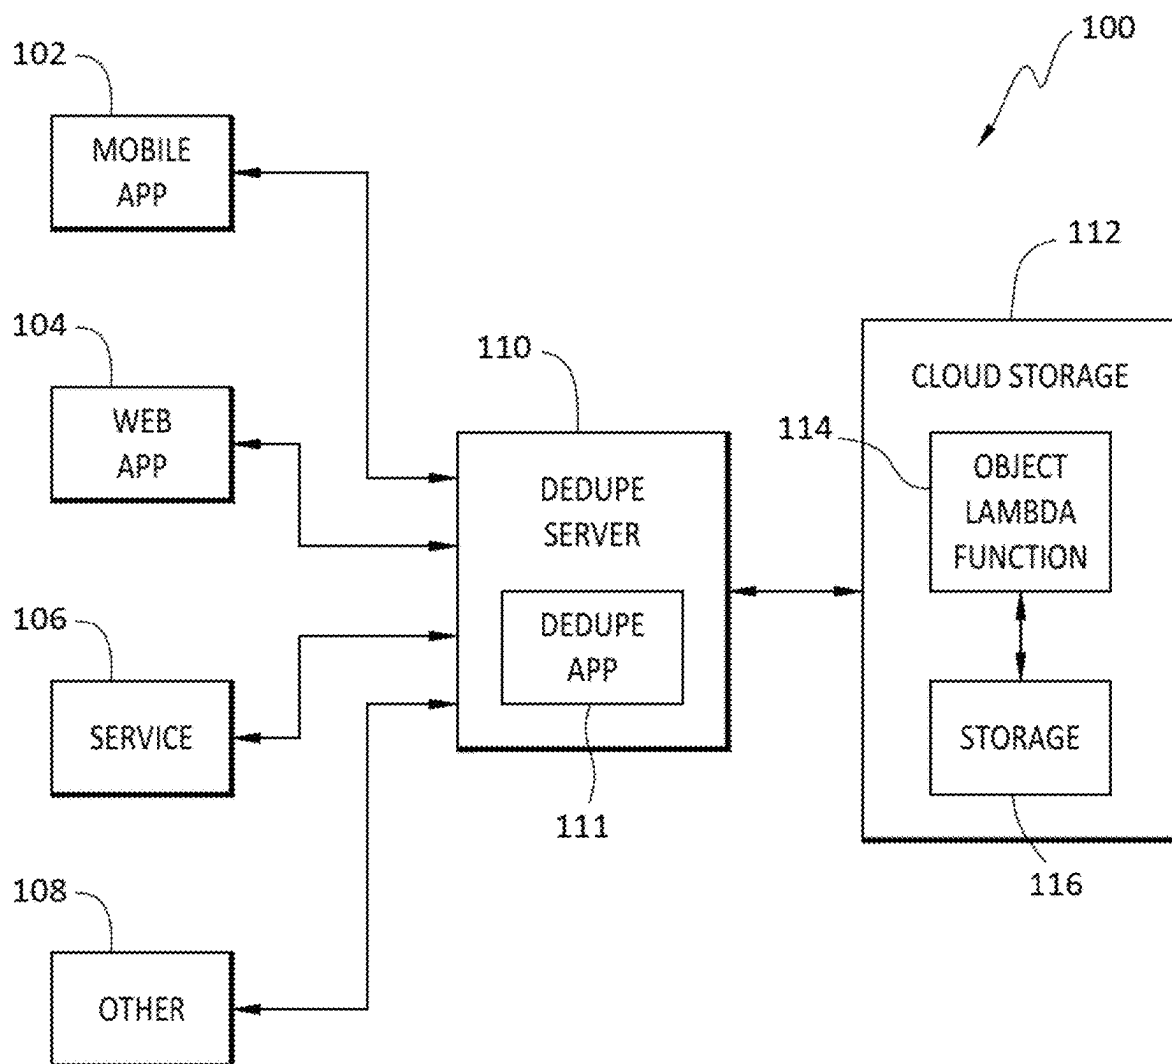 100
102
MOBILE
APP
104
WEB
APP
106
SERVICE
108
OTHER
110
DEDUPE
SERVER
DEDUPE
APP
111
112
CLOUD STORAGE
114
OBJECT
LAMBDA
FUNCTION
STORAGE
116